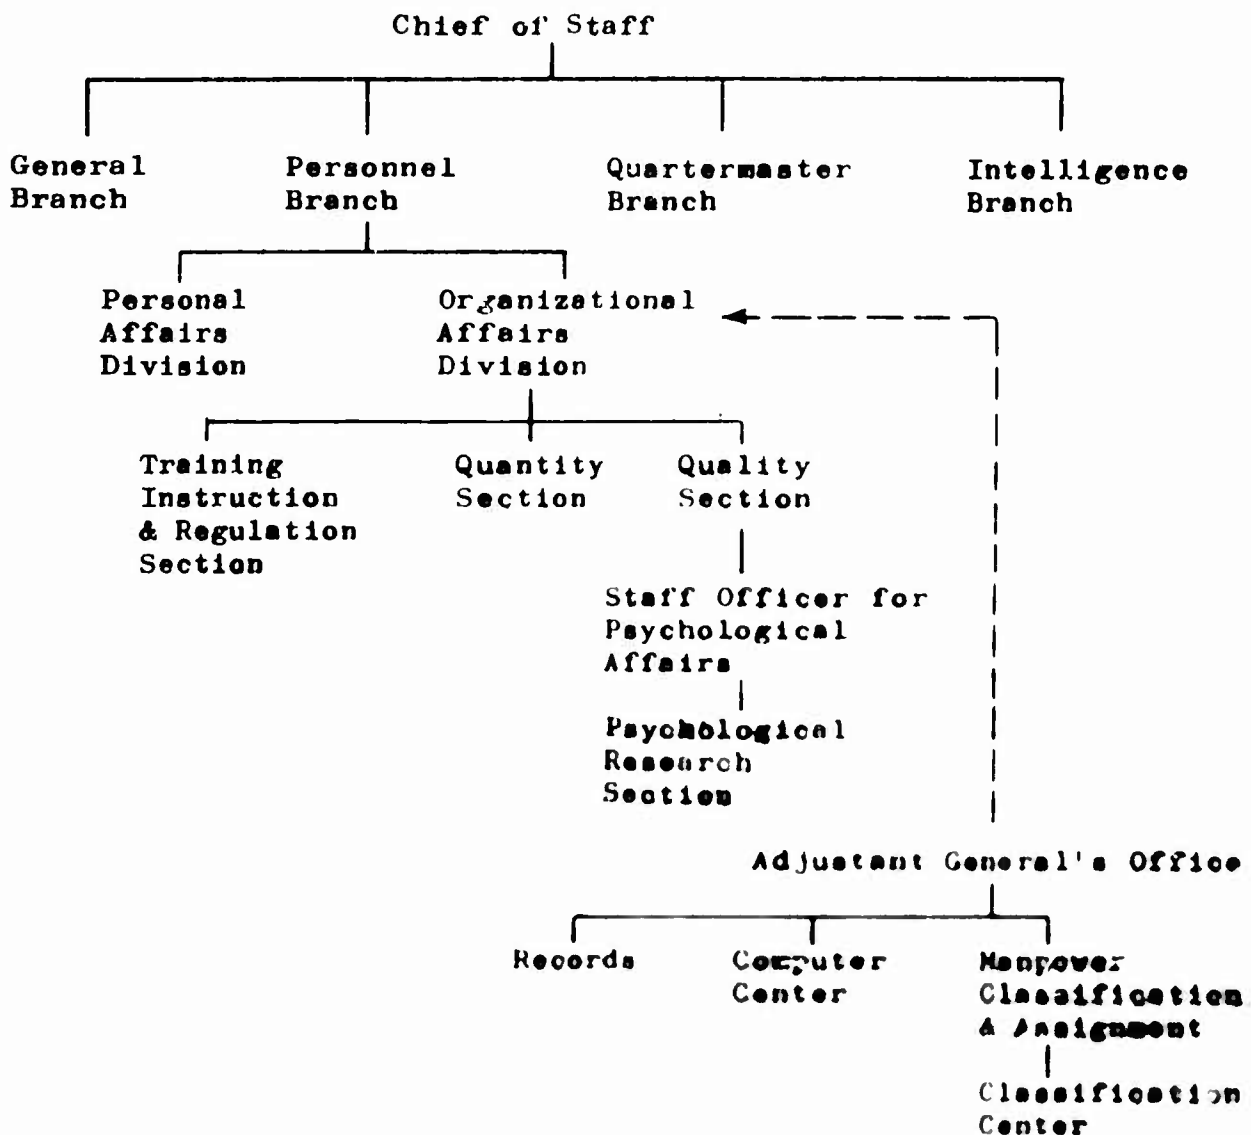 Chief of Staff
General
Branch
Personnel
Branch
Quartermaster
Branch
Intelligence
Branch
Personal
Affairs
Division
Organizational
Affairs
Division
Training
Instruction
& Regulation
Section
Quantity
Section
Quality
Section
Staff Officer for
Psychological
Affairs
Psychological
Research
Section
Adjustant General's Office
Records
Computer
Center
Manpower
Classification
& Assignment
Classification
Center